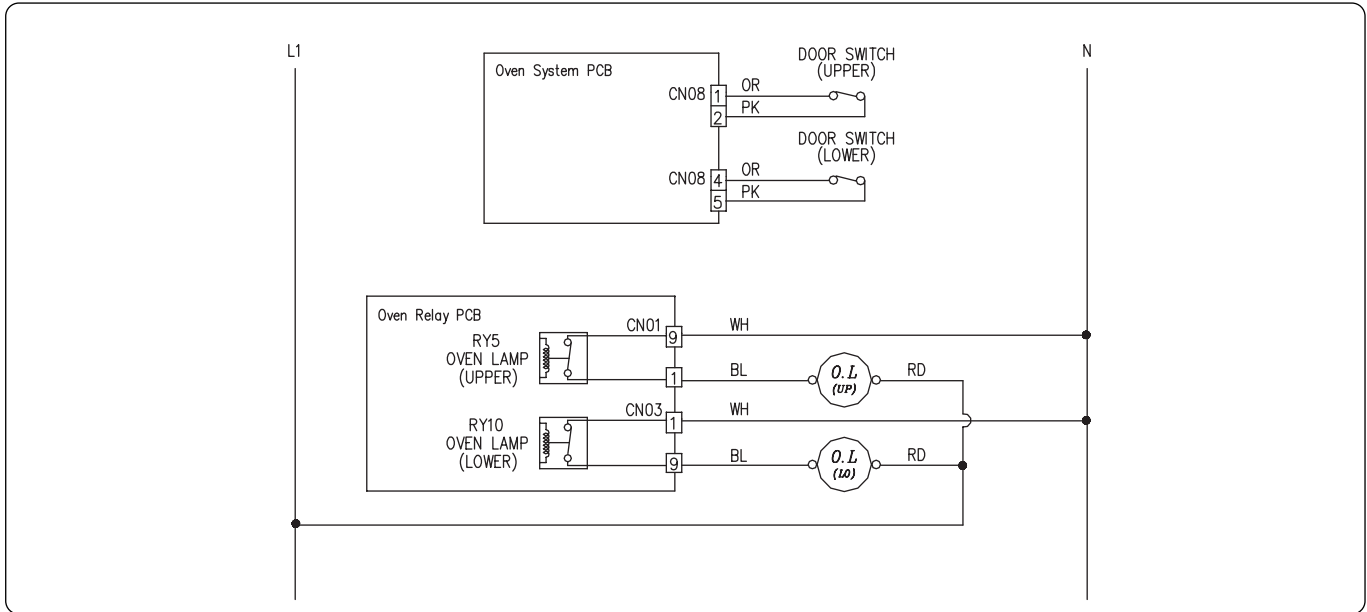 L1
N
Oven System PCB
DOOR SWITCH
(UPPER)
CN08 1 OR
2 PK
DOOR SWITCH
(LOWER)
CN08 4 OR
5 PK
Oven Relay PCB
RY5
OVEN LAMP
(UPPER)
CN01 9 WH
1 BL
O.L
(UP)
RD
RY10
OVEN LAMP
(LOWER)
CN03 1 WH
9 BL
O.L
(LO)
RD